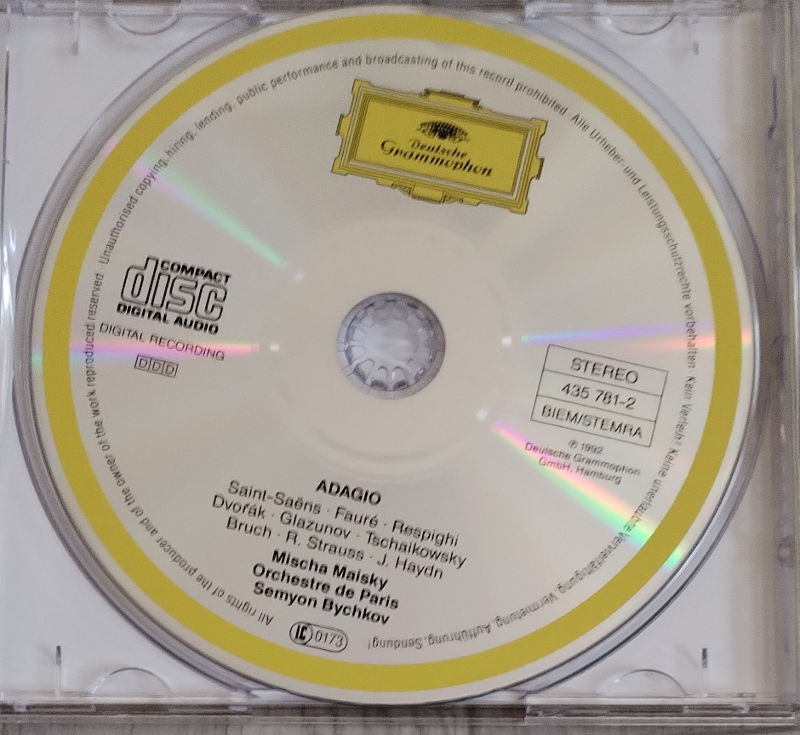 All rights of the producer and of the owner of the work reproduced reserved · Unauthorised copying, hiring, lending, public performance and broadcasting of this record prohibited · Alle Urheber- und Leistungsschutzrechte vorbehalten · Kein Verleih! Keine unerlaubte Vervielfältigung, Vermietung, Aufführung, Sendung!
Deutsche
Grammophon
COMPACT
disc
DIGITAL AUDIO
DIGITAL RECORDING
DDD
STEREO
435 781-2
BIEM/STEMRA
℗ 1992
Deutsche Grammophon
GmbH, Hamburg
ADAGIO
Saint-Saëns · Fauré · Respighi
Dvořák · Glazunov · Tschaikowsky
Bruch · R. Strauss · J. Haydn
Mischa Maisky
Orchestre de Paris
Semyon Bychkov
LC 0173